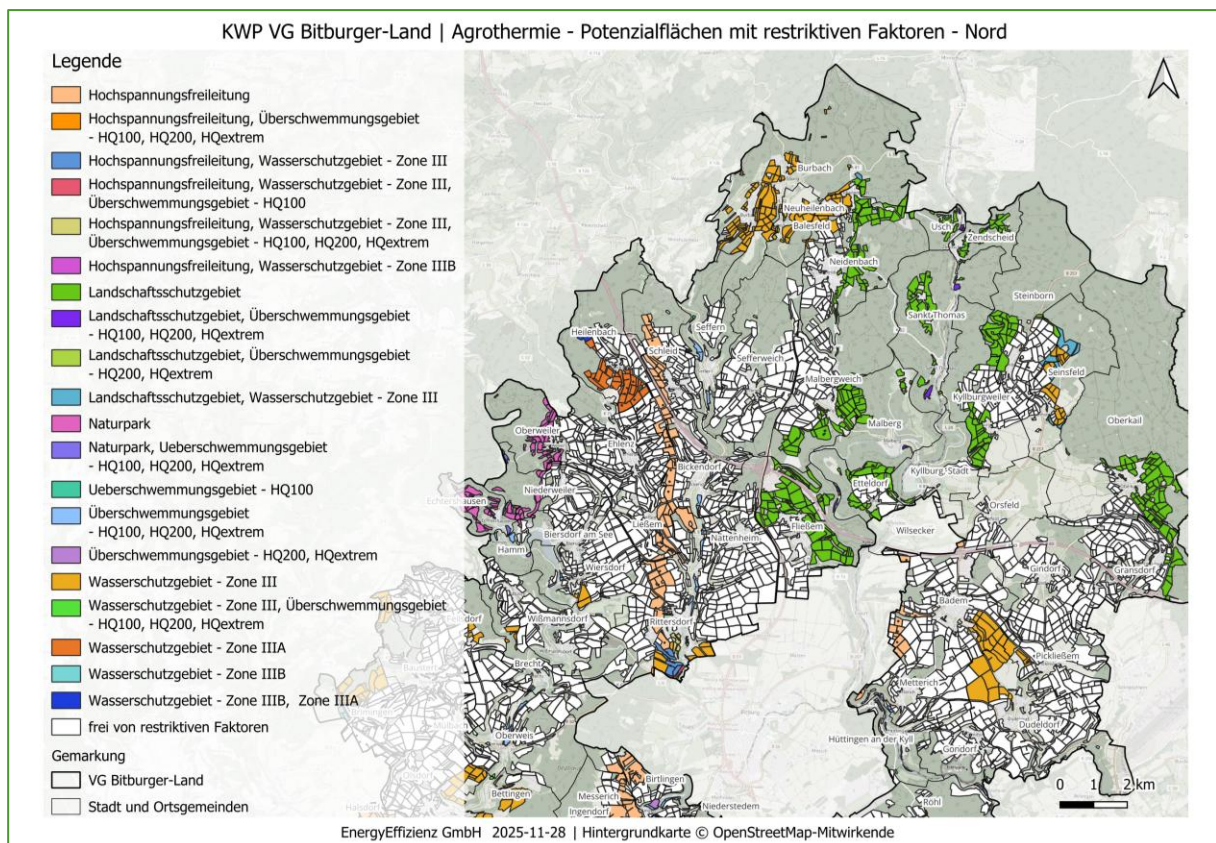 KWP VG Bitburger-Land | Agrothermie - Potenzialflächen mit restriktiven Faktoren - Nord
Legende
Hochspannungsfreileitung
Hochspannungsfreileitung, Überschwemmungsgebiet
- HQ100, HQ200, HQextrem
Hochspannungsfreileitung, Wasserschutzgebiet - Zone III
Hochspannungsfreileitung, Wasserschutzgebiet - Zone III,
Überschwemmungsgebiet - HQ100
Hochspannungsfreileitung, Wasserschutzgebiet - Zone III,
Überschwemmungsgebiet - HQ100, HQ200, HQextrem
Hochspannungsfreileitung, Wasserschutzgebiet - Zone IIIB
Landschaftsschutzgebiet
Landschaftsschutzgebiet, Überschwemmungsgebiet
- HQ100, HQ200, HQextrem
Landschaftsschutzgebiet, Überschwemmungsgebiet
- HQ200, HQextrem
Landschaftsschutzgebiet, Wasserschutzgebiet - Zone III
Naturpark
Naturpark, Ueberschwemmungsgebiet
- HQ100, HQ200, HQextrem
Ueberschwemmungsgebiet - HQ100
Überschwemmungsgebiet
- HQ100, HQ200, HQextrem
Überschwemmungsgebiet - HQ200, HQextrem
Wasserschutzgebiet - Zone III
Wasserschutzgebiet - Zone III, Überschwemmungsgebiet
- HQ100, HQ200, HQextrem
Wasserschutzgebiet - Zone IIIA
Wasserschutzgebiet - Zone IIIB
Wasserschutzgebiet - Zone IIIB, Zone IIIA
frei von restriktiven Faktoren
Gemarkung
VG Bitburger-Land
Stadt und Ortsgemeinden
Burbach
Neuheilenbach
Balesfeld
Usch
Zendscheid
Neidenbach
Steinborn
Sankt Thomas
Heilenbach
Seffern
Schleid
Sefferweich
Malbergweich
Seinsfeld
Kyllburgweiler
Oberkail
Malberg
Oberweiler
Ehlenz
Bickendorf
Kyllburg, Stadt
Etteldorf
Niederweiler
Echtershausen
Orsfeld
Ließem
Fließem
Wilsecker
Biersdorf am See
Nattenheim
Hamm
Wiersdorf
Gindorf
Gransdorf
Badem
Wißmannsdorf
Rittersdorf
Brecht
Pickließem
Metterich
Dudeldorf
Oberweis
Hüttingen an der Kyll
Gondorf
Birtlingen
Bettingen
Messerich
Niederstedem
Ingendorf
Röhl
Halsdorf
0 1 2 km
EnergyEffizienz GmbH 2025-11-28 | Hintergrundkarte © OpenStreetMap-Mitwirkende